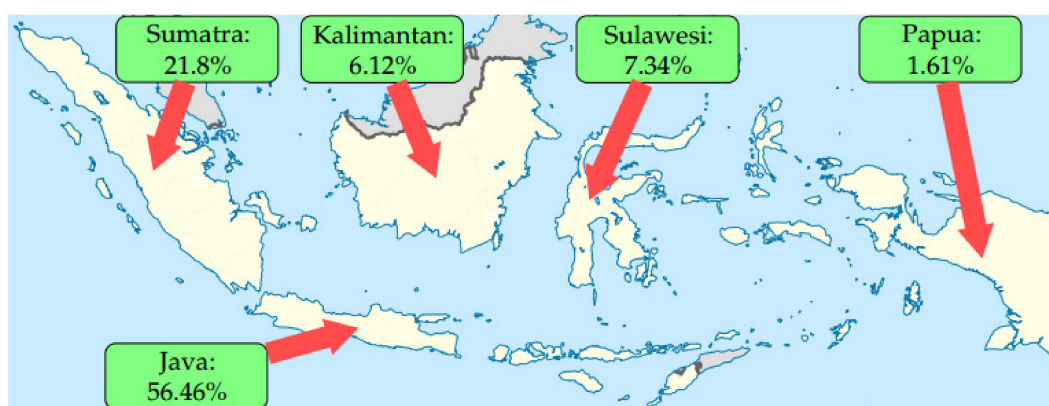 Sumatra:
21.8%
Kalimantan:
6.12%
Sulawesi:
7.34%
Papua:
1.61%
Java:
56.46%